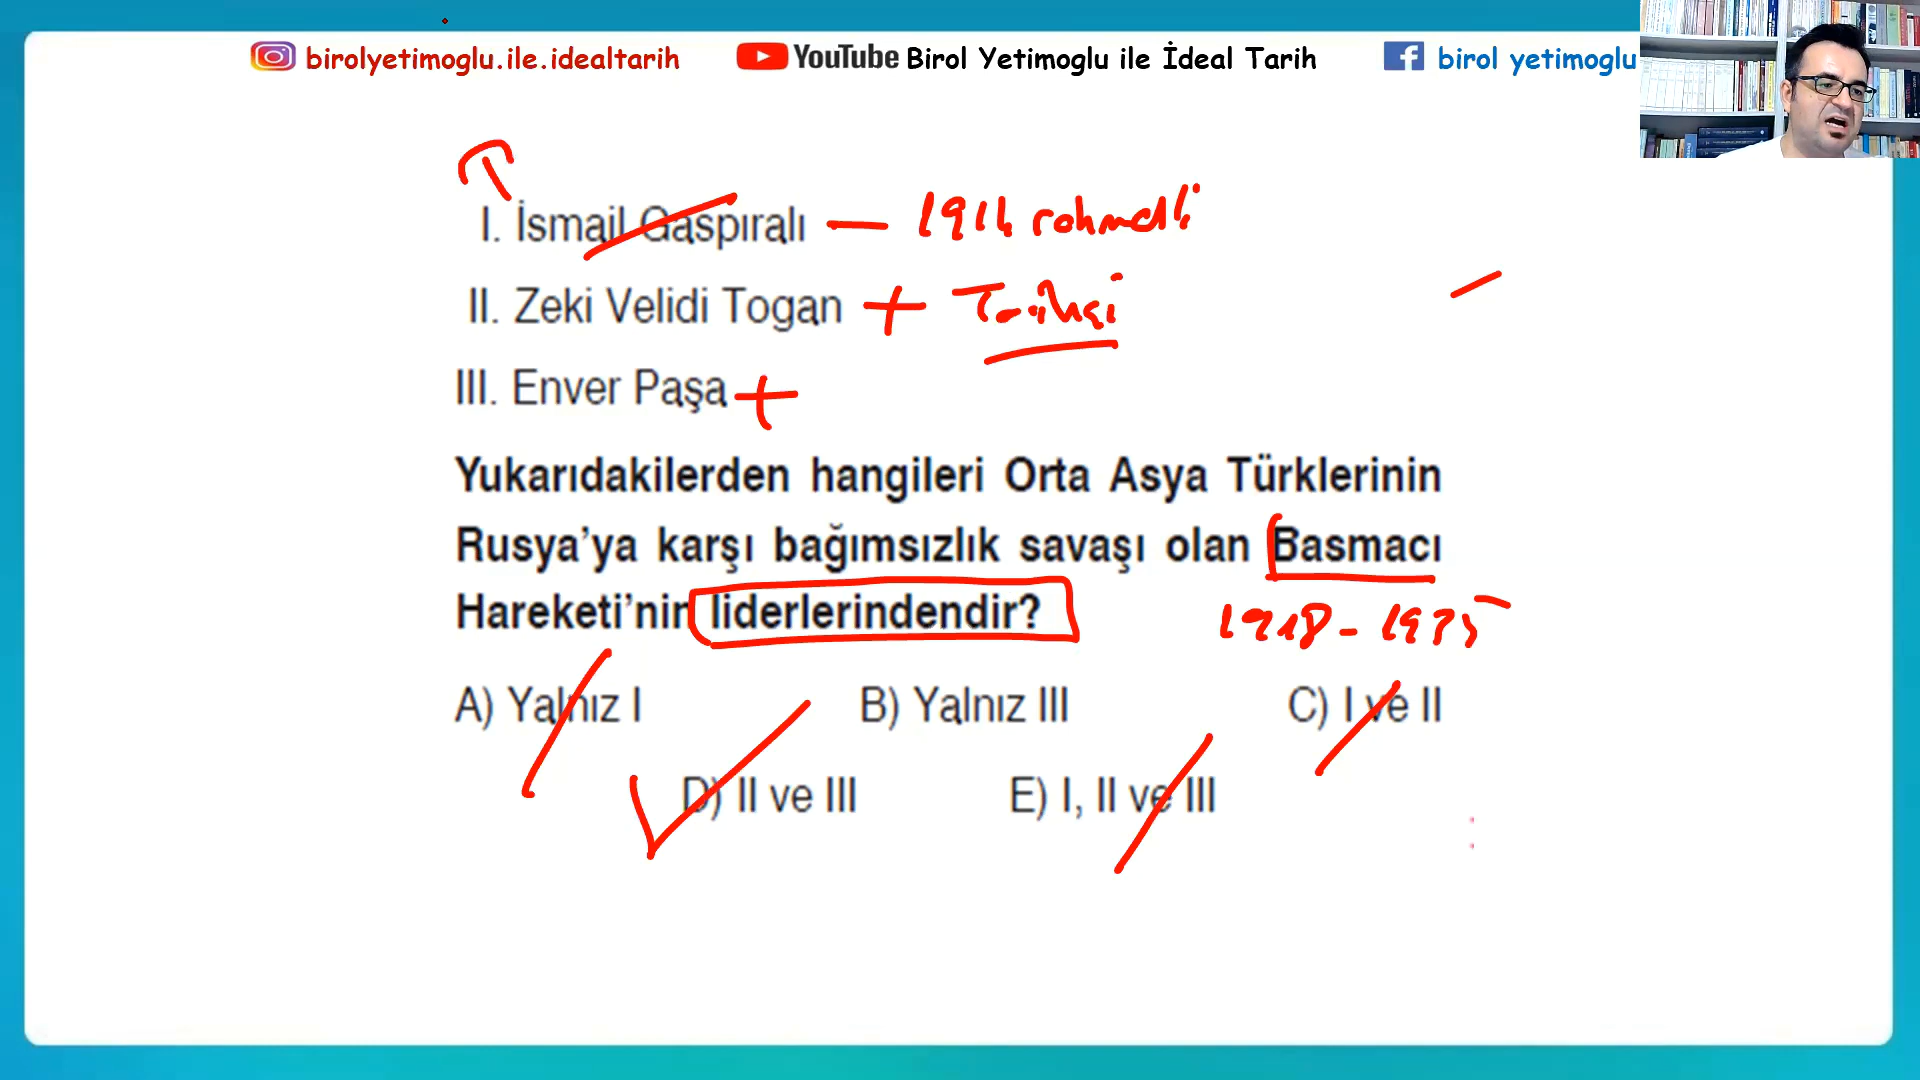 birolyetimoglu.ile.idealtarih YouTube Birol Yetimoglu ile İdeal Tarih birol yetimoglu
I. İsmail Gaspıralı — 1914 rahmetli
II. Zeki Velidi Togan + Tarihçi
III. Enver Paşa +
Yukarıdakilerden hangileri Orta Asya Türklerinin
Rusya’ya karşı bağımsızlık savaşı olan Basmacı
Hareketi’nin liderlerindendir?
1918 - 1935
A) Yalnız I B) Yalnız III C) I ve II
D) II ve III E) I, II ve III